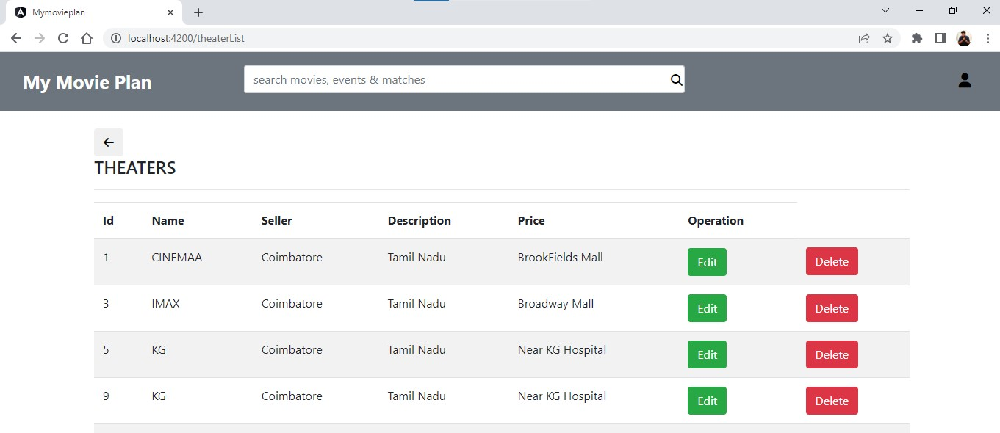 Mymovieplan
localhost:4200/theaterList
My Movie Plan
search movies, events & matches
THEATERS
Id Name Seller Description Price Operation
1 CINEMAA Coimbatore Tamil Nadu BrookFields Mall Edit Delete
3 IMAX Coimbatore Tamil Nadu Broadway Mall Edit Delete
5 KG Coimbatore Tamil Nadu Near KG Hospital Edit Delete
9 KG Coimbatore Tamil Nadu Near KG Hospital Edit Delete